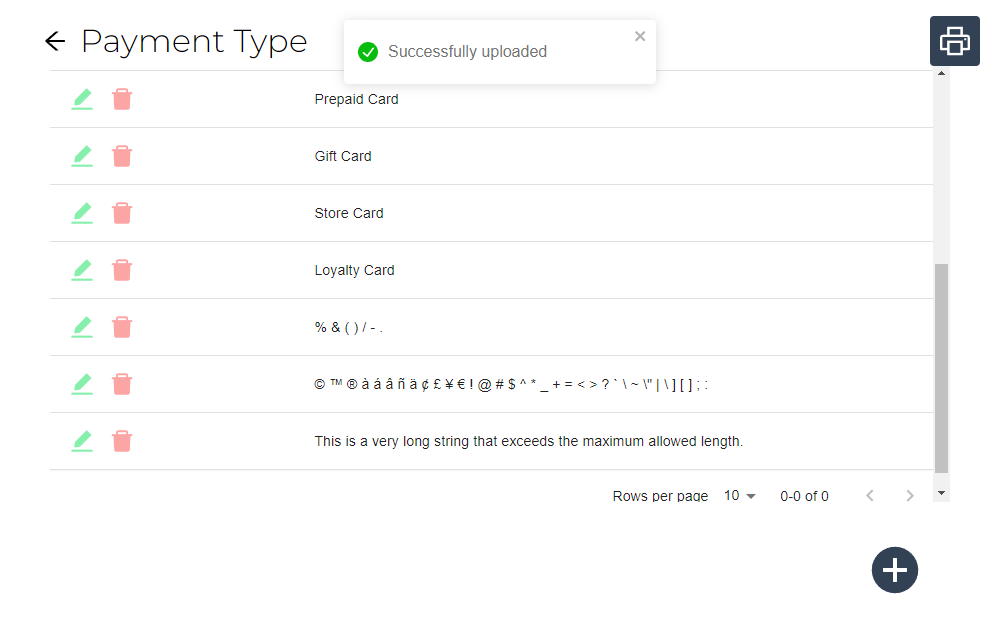 Payment Type
Successfully uploaded
Prepaid Card
Gift Card
Store Card
Loyalty Card
% & ( ) / - .
© ™ ® à á â ñ ä ¢ £ ¥ € ! @ # $ ^ * _ + = < > ? ` \ ~ \" | \ ] [ ] ; :
This is a very long string that exceeds the maximum allowed length.
Rows per page 10 0-0 of 0